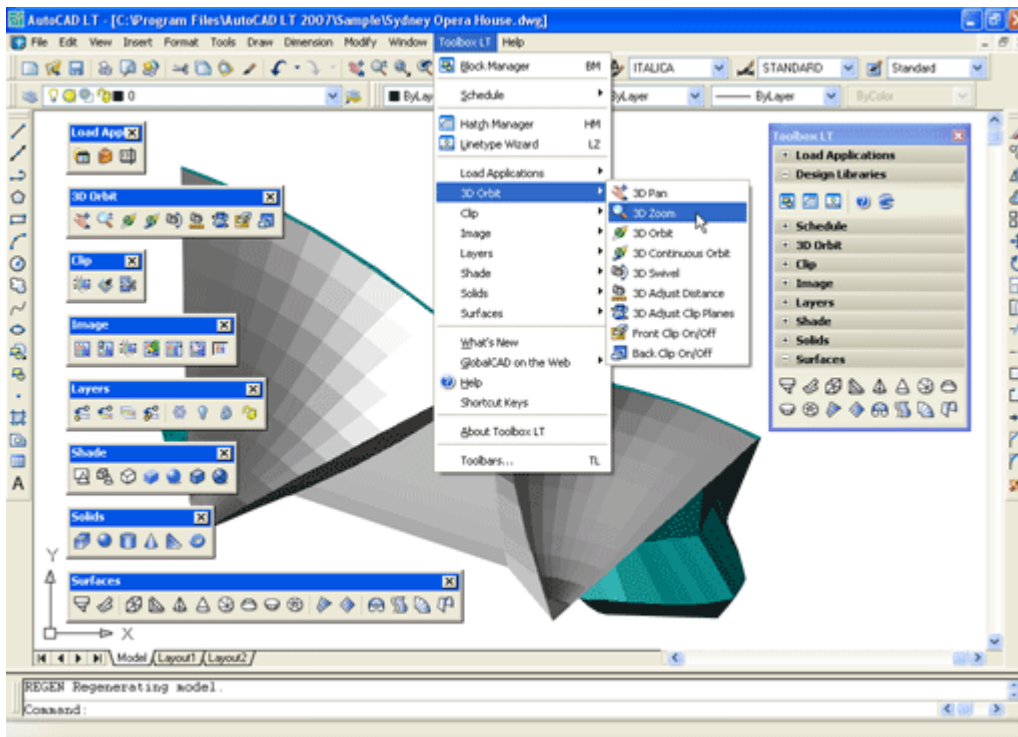 AutoCAD LT - [C:\Program Files\AutoCAD LT 2007\Sample\Sydney Opera House.dwg]
File Edit View Insert Format Tools Draw Dimension Modify Window Toolbox LT Help
ITALICA STANDARD Standard
0 ByLay ByLayer ByLayer ByColor
Block Manager BM
Schedule
Hatch Manager HM
Linetype Wizard LZ
Load Applications
3D Orbit
Clip
Image
Layers
Shade
Solids
Surfaces
What's New
GlobalCAD on the Web
Help
Shortcut Keys
About Toolbox LT
Toolbars... TL
3D Pan
3D Zoom
3D Orbit
3D Continuous Orbit
3D Swivel
3D Adjust Distance
3D Adjust Clip Planes
Front Clip On/Off
Back Clip On/Off
Load Appli
3D Orbit
Clip
Image
Layers
Shade
Solids
Surfaces
Toolbox LT
+ Load Applications
- Design Libraries
+ Schedule
+ 3D Orbit
+ Clip
+ Image
+ Layers
+ Shade
+ Solids
- Surfaces
A
Y
X
Model Layout1 Layout2
REGEN Regenerating model.
Command: